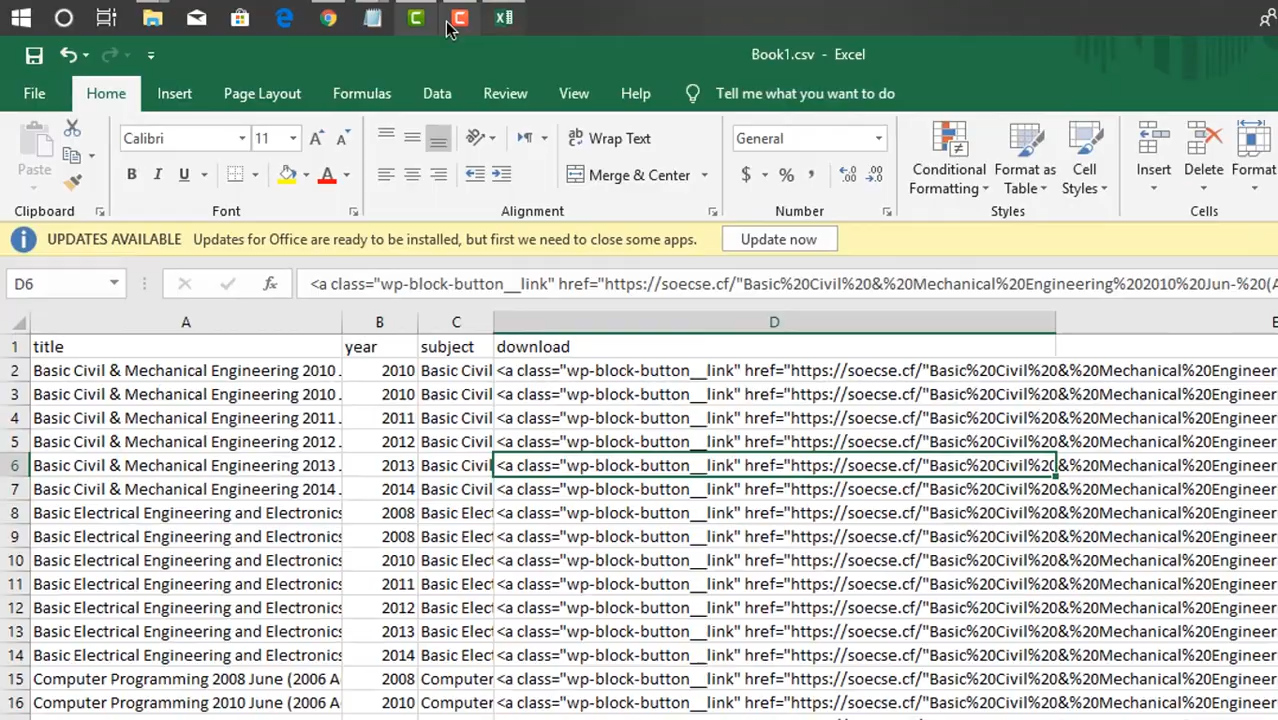 Book1.csv - Excel
File Home Insert Page Layout Formulas Data Review View Help Tell me what you want to do
Calibri 11 Wrap Text General
Paste B I U Merge & Center $ % , Conditional Formatting Format as Table Cell Styles Insert Delete Format
Clipboard Font Alignment Number Styles Cells
UPDATES AVAILABLE Updates for Office are ready to be installed, but first we need to close some apps. Update now
D6 fx <a class="wp-block-button__link" href="https://soecse.cf/"Basic%20Civil%20&%20Mechanical%20Engineering%202010%20Jun-%20(A
A B C D E
1 title year subject download
2 Basic Civil & Mechanical Engineering 2010 . 2010 Basic Civil <a class="wp-block-button__link" href="https://soecse.cf/"Basic%20Civil%20&%20Mechanical%20Engineer
3 Basic Civil & Mechanical Engineering 2010 . 2010 Basic Civil <a class="wp-block-button__link" href="https://soecse.cf/"Basic%20Civil%20&%20Mechanical%20Engineer
4 Basic Civil & Mechanical Engineering 2011 . 2011 Basic Civil <a class="wp-block-button__link" href="https://soecse.cf/"Basic%20Civil%20&%20Mechanical%20Engineer
5 Basic Civil & Mechanical Engineering 2012 . 2012 Basic Civil <a class="wp-block-button__link" href="https://soecse.cf/"Basic%20Civil%20&%20Mechanical%20Engineer
6 Basic Civil & Mechanical Engineering 2013 . 2013 Basic Civil <a class="wp-block-button__link" href="https://soecse.cf/"Basic%20Civil%20&%20Mechanical%20Engineer
7 Basic Civil & Mechanical Engineering 2014 . 2014 Basic Civil <a class="wp-block-button__link" href="https://soecse.cf/"Basic%20Civil%20&%20Mechanical%20Engineer
8 Basic Electrical Engineering and Electronics 2008 Basic Elect <a class="wp-block-button__link" href="https://soecse.cf/"Basic%20Civil%20&%20Mechanical%20Engineer
9 Basic Electrical Engineering and Electronics 2008 Basic Elect <a class="wp-block-button__link" href="https://soecse.cf/"Basic%20Civil%20&%20Mechanical%20Engineer
10 Basic Electrical Engineering and Electronics 2010 Basic Elect <a class="wp-block-button__link" href="https://soecse.cf/"Basic%20Civil%20&%20Mechanical%20Engineer
11 Basic Electrical Engineering and Electronics 2011 Basic Elect <a class="wp-block-button__link" href="https://soecse.cf/"Basic%20Civil%20&%20Mechanical%20Engineer
12 Basic Electrical Engineering and Electronics 2012 Basic Elect <a class="wp-block-button__link" href="https://soecse.cf/"Basic%20Civil%20&%20Mechanical%20Engineer
13 Basic Electrical Engineering and Electronics 2013 Basic Elect <a class="wp-block-button__link" href="https://soecse.cf/"Basic%20Civil%20&%20Mechanical%20Engineer
14 Basic Electrical Engineering and Electronics 2014 Basic Elect <a class="wp-block-button__link" href="https://soecse.cf/"Basic%20Civil%20&%20Mechanical%20Engineer
15 Computer Programming 2008 June (2006 A 2008 Computer <a class="wp-block-button__link" href="https://soecse.cf/"Basic%20Civil%20&%20Mechanical%20Engineer
16 Computer Programming 2010 June (2006 A 2010 Computer <a class="wp-block-button__link" href="https://soecse.cf/"Basic%20Civil%20&%20Mechanical%20Engineer